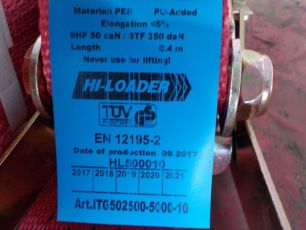 Material: PES PU-Added
Elongation <5%
SHF 50 daN / STF 350 daN
Length 0.4 m
Never use for lifting
HI-LOADER
TÜV GS
EN 12195-2
Date of production 09.2017
HL500010
2017 2018 2019 2020 2021
Art.ITG502500-5000-10